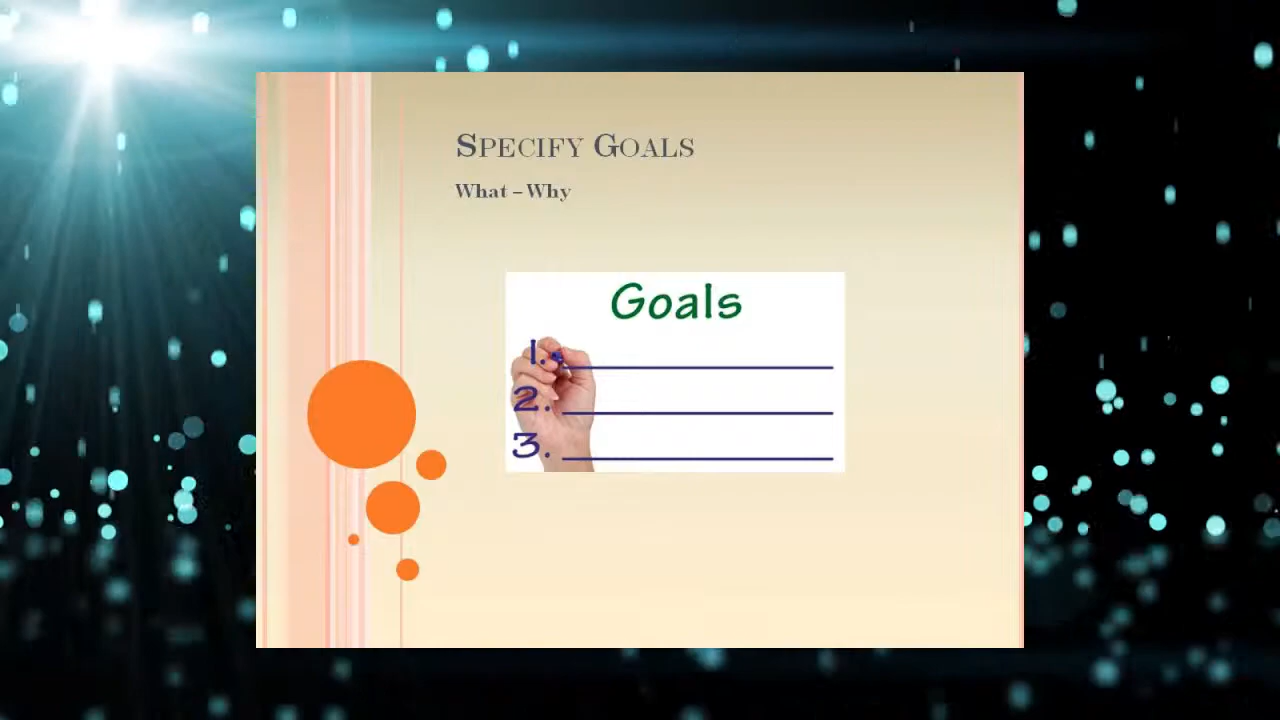 Specify Goals
What – Why
Goals
1.
2.
3.